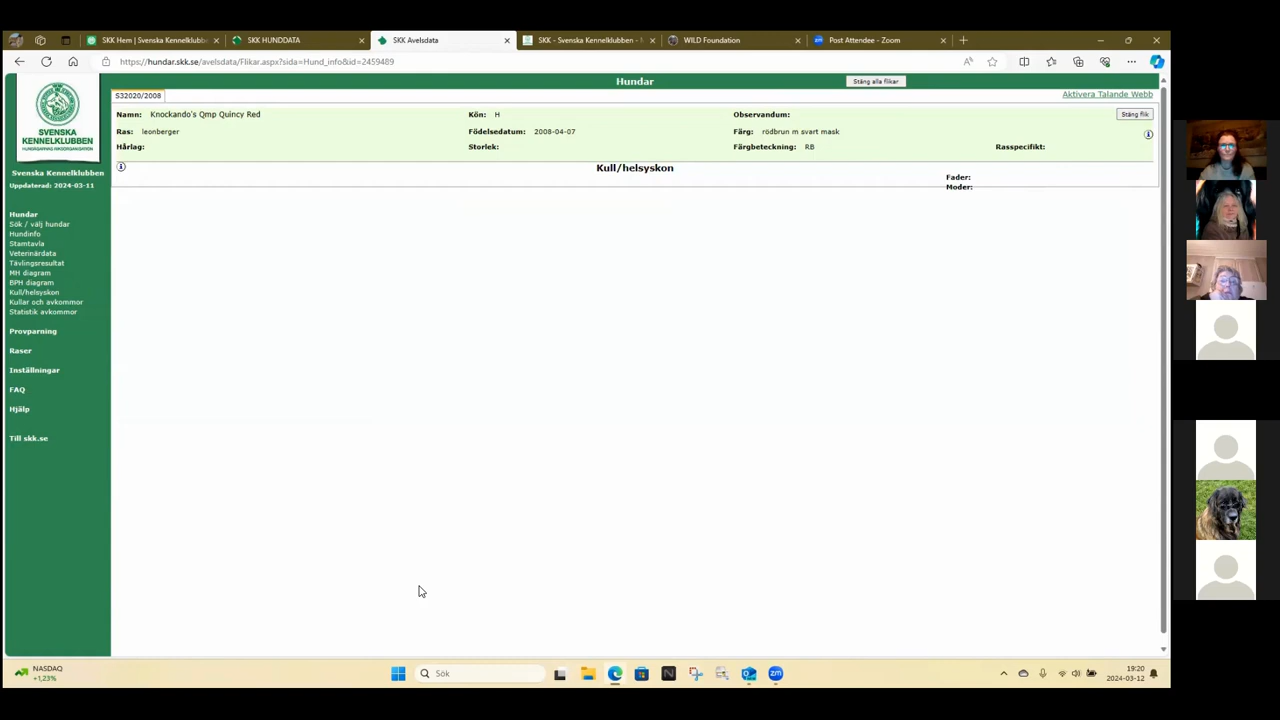 SKK Hem | Svenska Kennelklubbe
SKK HUNDDATA
SKK Avelsdata
SKK - Svenska Kennelklubben -
WILD Foundation
Post Attendee - Zoom
https://hundar.skk.se/avelsdata/Flikar.aspx?sida=Hund_info&id=2459489
SVENSKA
KENNELKLUBBEN
Svenska Kennelklubben
Uppdaterad: 2024-03-11
Hundar
Sök / välj hundar
Hundinfo
Stamtavla
Veterinärdata
Tävlingsresultat
MH diagram
BPH diagram
Kull/helsyskon
Kullar och avkommor
Statistik avkommor
Provparning
Raser
Inställningar
FAQ
Hjälp
Till skk.se
Hundar
Stäng alla flikar
S32020/2008
Aktivera Talande Webb
Namn: Knockando's Qmp Quincy Red Kön: H Observandum: Stäng flik
Ras: leonberger Födelsedatum: 2008-04-07 Färg: rödbrun m svart mask
Hårlag: Storlek: Färgbeteckning: RB Rasspecifikt:
Kull/helsyskon
Fader:
Moder:
NASDAQ
+1,23%
Sök
zm
19:20
2024-03-12